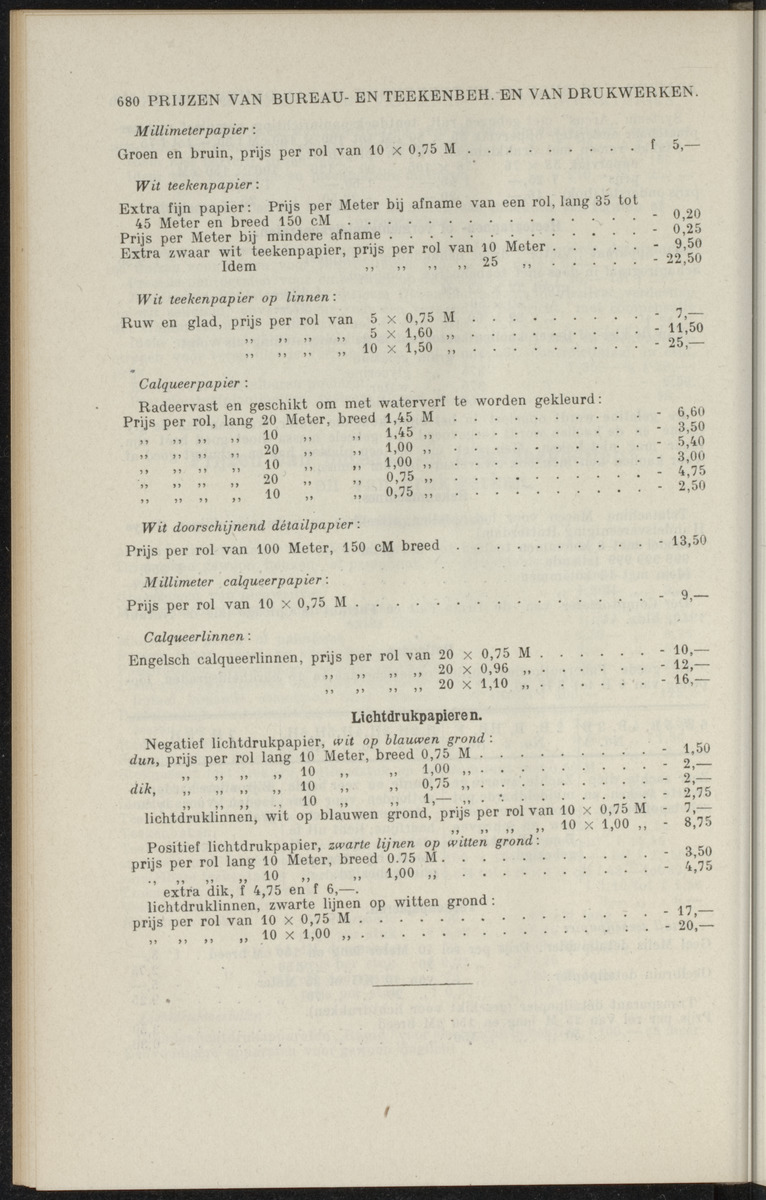 680 PRIJZEN VAN BUREAU- EN TEEKENBEH. EN VAN DRUKWERKEN.
Millimeterpapier:
Groen en bruin, prijs per rol van 10 × 0,75 M . . . . . . . . . f 5,—
Wit teekenpapier:
Extra fijn papier: Prijs per Meter bij afname van een rol, lang 35 tot
45 Meter en breed 150 cM . . . . . . . . . . . . . . - 0,20
Prijs per Meter bij mindere afname . . . . . . . . . . . . - 0,25
Extra zwaar wit teekenpapier, prijs per rol van 10 Meter . . . . . - 9,50
Idem ,, ,, ,, ,, 25 ,, . . . . . - 22,50
Wit teekenpapier op linnen:
Ruw en glad, prijs per rol van 5 × 0,75 M . . . . . . . . . - 7,—
,, ,, ,, ,, 5 × 1,60 ,, . . . . . . . . . - 11,50
,, ,, ,, ,, 10 × 1,50 ,, . . . . . . . . . - 25,—
Calqueerpapier:
Radeervast en geschikt om met waterverf te worden gekleurd:
Prijs per rol, lang 20 Meter, breed 1,45 M . . . . . . . . . . - 6,60
,, ,, ,, ,, 10 ,, ,, 1,45 ,, . . . . . . . . . . - 3,50
,, ,, ,, ,, 20 ,, ,, 1,00 ,, . . . . . . . . . . - 5,40
,, ,, ,, ,, 10 ,, ,, 1,00 ,, . . . . . . . . . . - 3,00
,, ,, ,, ,, 20 ,, ,, 0,75 ,, . . . . . . . . . . - 4,75
,, ,, ,, ,, 10 ,, ,, 0,75 ,, . . . . . . . . . . - 2,50
Wit doorschijnend détailpapier:
Prijs per rol van 100 Meter, 150 cM breed . . . . . . . . . . - 13,50
Millimeter calqueerpapier:
Prijs per rol van 10 × 0,75 M . . . . . . . . . . . . . . . - 9,—
Calqueerlinnen:
Engelsch calqueerlinnen, prijs per rol van 20 × 0,75 M . . . . . . - 10,—
,, ,, ,, ,, 20 × 0,96 ,, . . . . . . - 12,—
,, ,, ,, ,, 20 × 1,10 ,, . . . . . . - 16,—
Lichtdrukpapieren.
Negatief lichtdrukpapier, wit op blauwen grond:
dun, prijs per rol lang 10 Meter, breed 0,75 M . . . . . . . . . - 1,50
,, ,, ,, ,, 10 ,, ,, 1,00 ,, . . . . . . . . . - 2,—
dik, ,, ,, ,, ,, 10 ,, ,, 0,75 ,, . . . . . . . . . - 2,—
,, ,, ,, ,, 10 ,, ,, 1,— ,, . . . . . . . . . - 2,75
lichtdruklinnen, wit op blauwen grond, prijs per rol van 10 × 0,75 M - 7,—
,, ,, ,, ,, 10 × 1,00 ,, - 8,75
Positief lichtdrukpapier, zwarte lijnen op witten grond:
prijs per rol lang 10 Meter, breed 0.75 M . . . . . . . . . . . - 3,50
,, ,, ,, ,, 10 ,, ,, 1,00 ,, . . . . . . . . . . . - 4,75
extra dik, f 4,75 en f 6,—.
lichtdruklinnen, zwarte lijnen op witten grond:
prijs per rol van 10 × 0,75 M . . . . . . . . . . . . . . . - 17,—
,, ,, ,, ,, 10 × 1,00 ,, . . . . . . . . . . . . . . . - 20,—